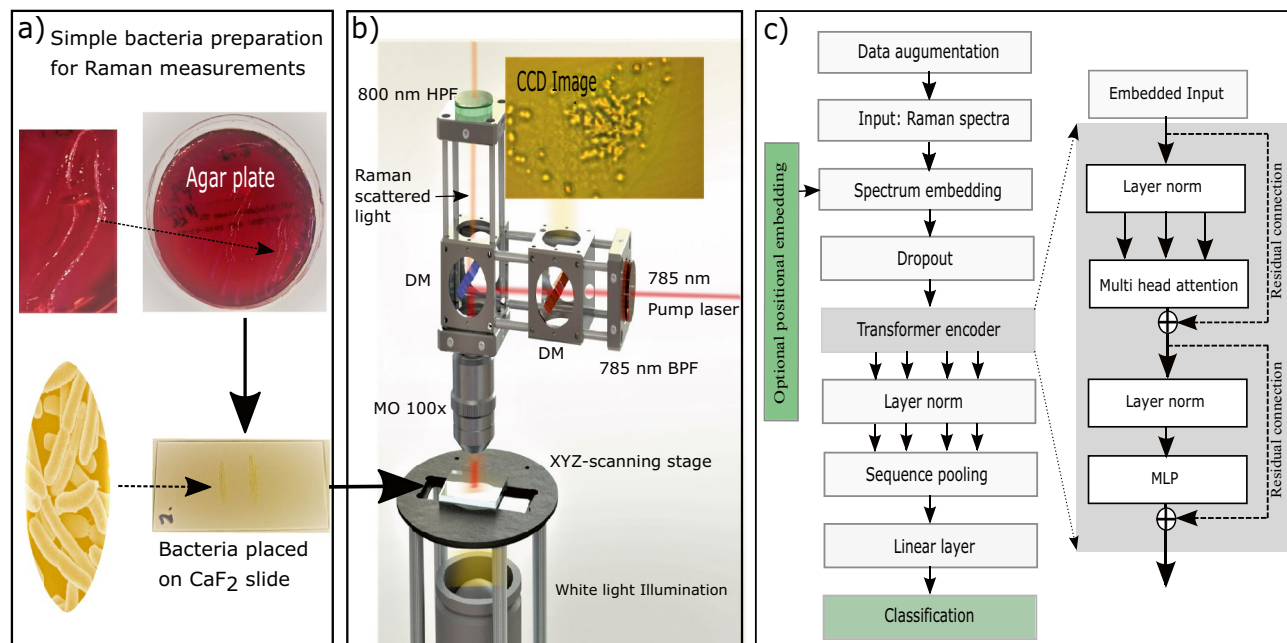 a)
Simple bacteria preparation
for Raman measurements
Agar plate
2.
Bacteria placed
on CaF2 slide
b)
800 nm HPF
CCD Image
Raman
scattered
light
DM
785 nm
Pump laser
DM
785 nm BPF
MO 100x
XYZ-scanning stage
White light Illumination
c)
Data augumentation
Input: Raman spectra
Optional positional embedding
Spectrum embedding
Dropout
Transformer encoder
Layer norm
Sequence pooling
Linear layer
Classification
Embedded Input
Layer norm
Multi head attention
Residual connection
Layer norm
MLP
Residual connection